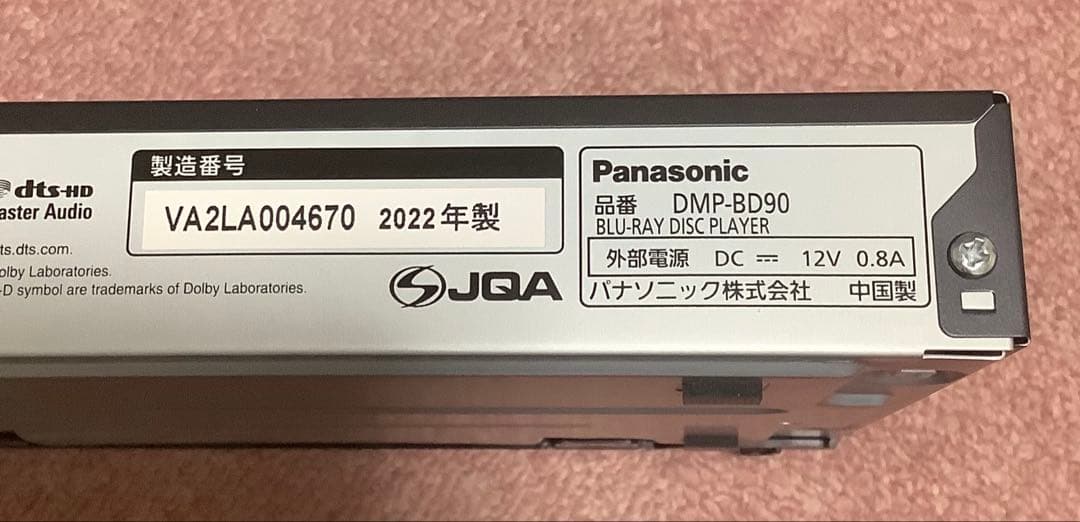 dts-HD
aster Audio
ts.dts.com.
olby Laboratories.
-D symbol are trademarks of Dolby Laboratories.
製造番号
VA2LA004670 2022年製
JQA
Panasonic
品番 DMP-BD90
BLU-RAY DISC PLAYER
外部電源 DC ⎓ 12V 0.8A
パナソニック株式会社 中国製